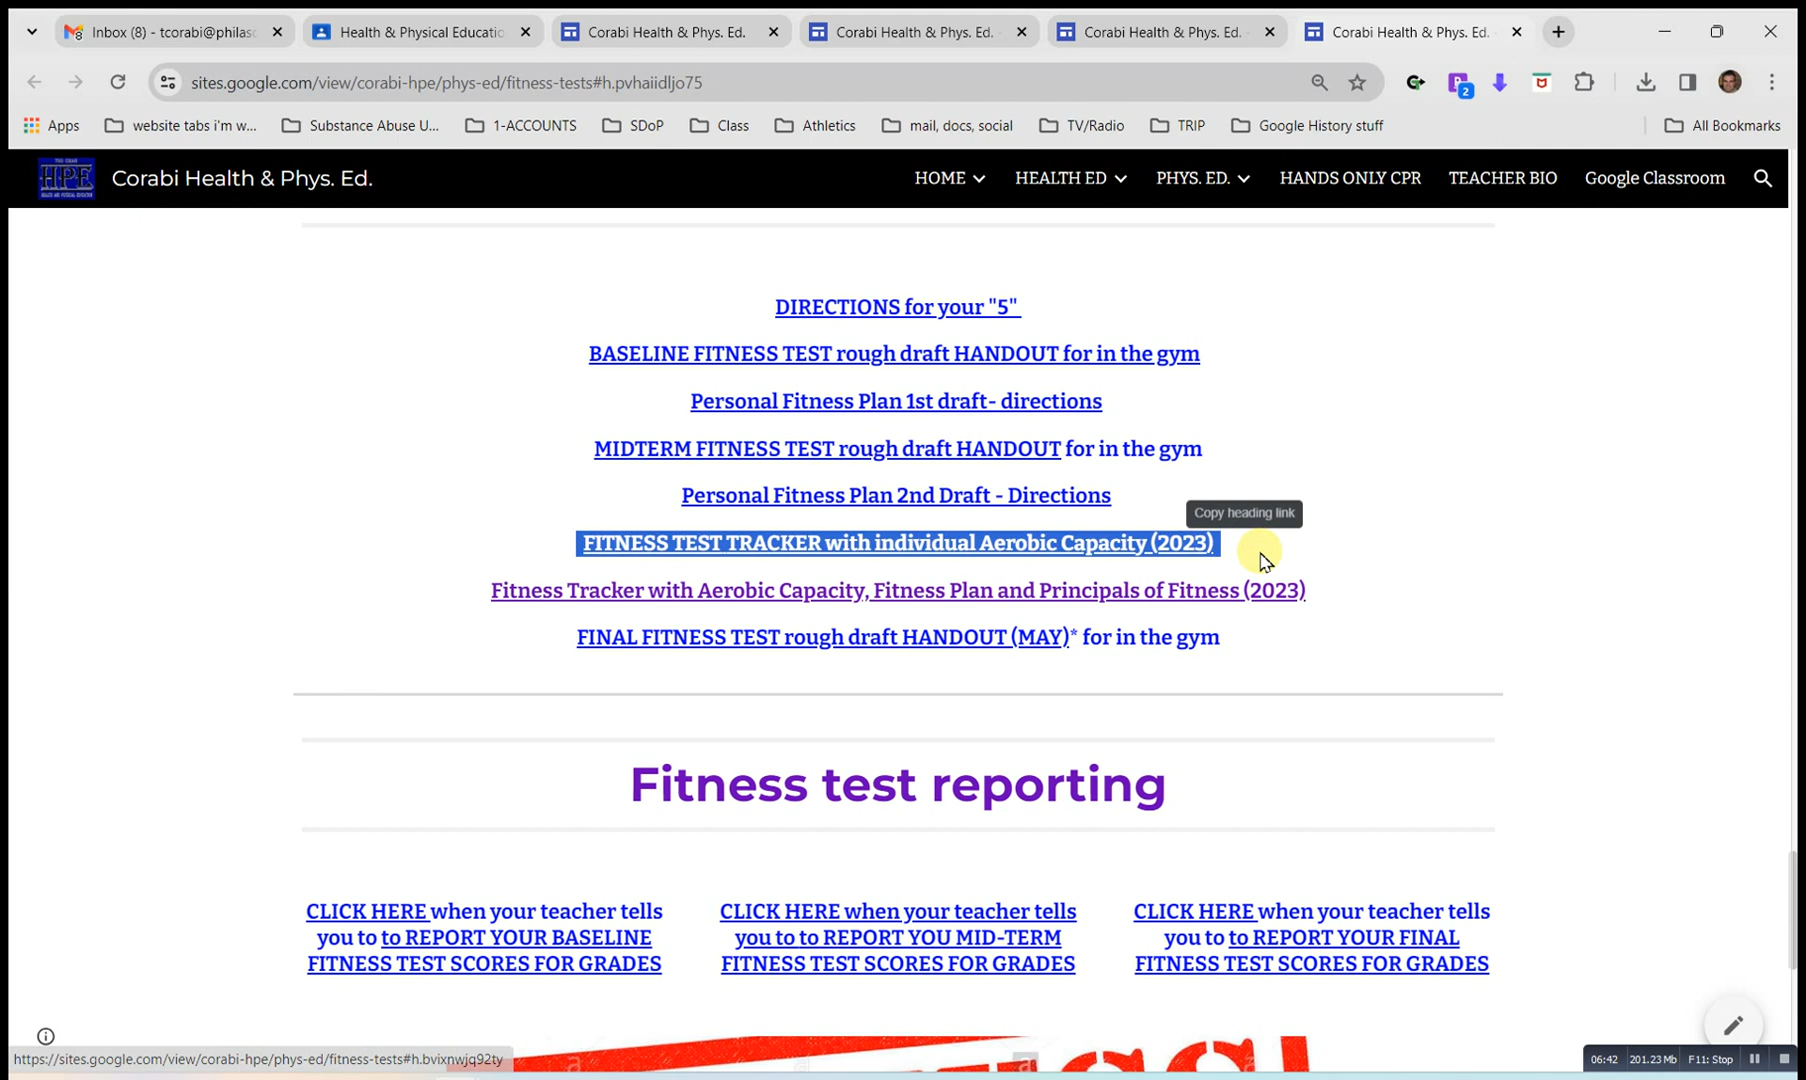 Inbox (8) - tcorabi@philasc
Health & Physical Educatio
Corabi Health & Phys. Ed.
Corabi Health & Phys. Ed.
Corabi Health & Phys. Ed.
Corabi Health & Phys. Ed.
sites.google.com/view/corabi-hpe/phys-ed/fitness-tests#h.pvhaiidljo75
2
Apps
website tabs i'm w...
Substance Abuse U...
1-ACCOUNTS
SDoP
Class
Athletics
mail, docs, social
TV/Radio
TRIP
Google History stuff
All Bookmarks
HPE
Corabi Health & Phys. Ed.
HOME
HEALTH ED
PHYS. ED.
HANDS ONLY CPR
TEACHER BIO
Google Classroom
DIRECTIONS for your "5"
BASELINE FITNESS TEST rough draft HANDOUT for in the gym
Personal Fitness Plan 1st draft- directions
MIDTERM FITNESS TEST rough draft HANDOUT for in the gym
Personal Fitness Plan 2nd Draft - Directions
Copy heading link
FITNESS TEST TRACKER with individual Aerobic Capacity (2023)
Fitness Tracker with Aerobic Capacity, Fitness Plan and Principals of Fitness (2023)
FINAL FITNESS TEST rough draft HANDOUT (MAY)* for in the gym
Fitness test reporting
CLICK HERE when your teacher tells
you to to REPORT YOUR BASELINE
FITNESS TEST SCORES FOR GRADES
CLICK HERE when your teacher tells
you to to REPORT YOU MID-TERM
FITNESS TEST SCORES FOR GRADES
CLICK HERE when your teacher tells
you to to REPORT YOUR FINAL
FITNESS TEST SCORES FOR GRADES
https://sites.google.com/view/corabi-hpe/phys-ed/fitness-tests#h.bvixnwjq92ty
06:42
201.23 Mb
F11: Stop